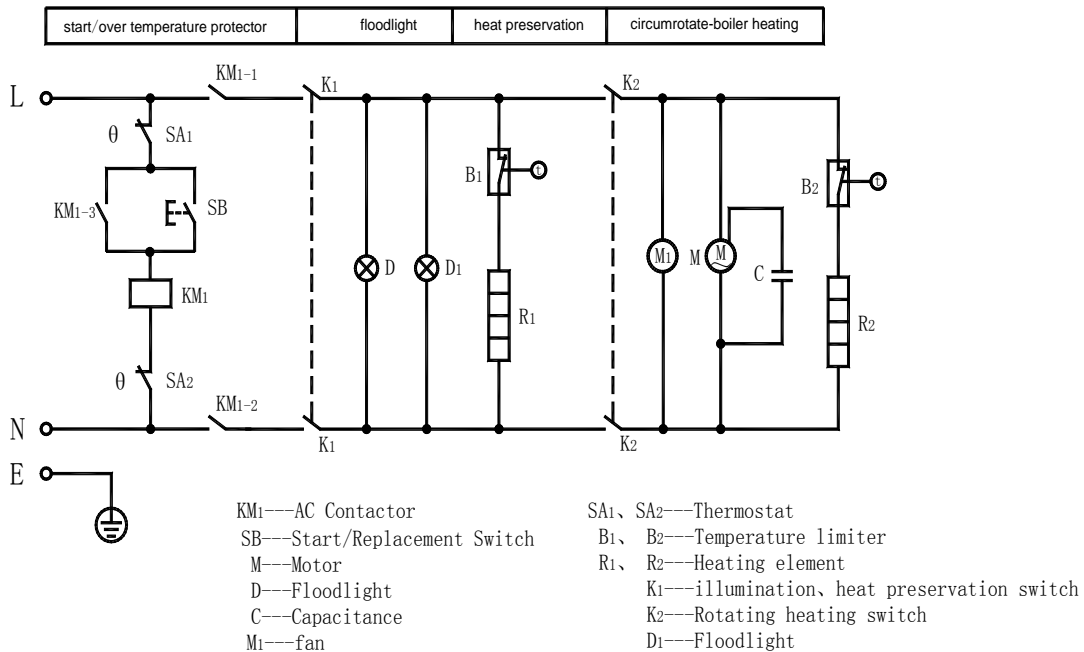 start/over temperature protector floodlight heat preservation circumrotate-boiler heating
KM1-1 K1 K2
L
θ SA1
B1 t B2 t
KM1-3 SB
M1 M M
D D1 C
KM1
R1 R2
θ SA2
KM1-2
N
K1 K2
E
KM1---AC Contactor
SB---Start/Replacement Switch
M---Motor
D---Floodlight
C---Capacitance
M1---fan
SA1、SA2---Thermostat
B1、 B2---Temperature limiter
R1、 R2---Heating element
K1---illumination、heat preservation switch
K2---Rotating heating switch
D1---Floodlight